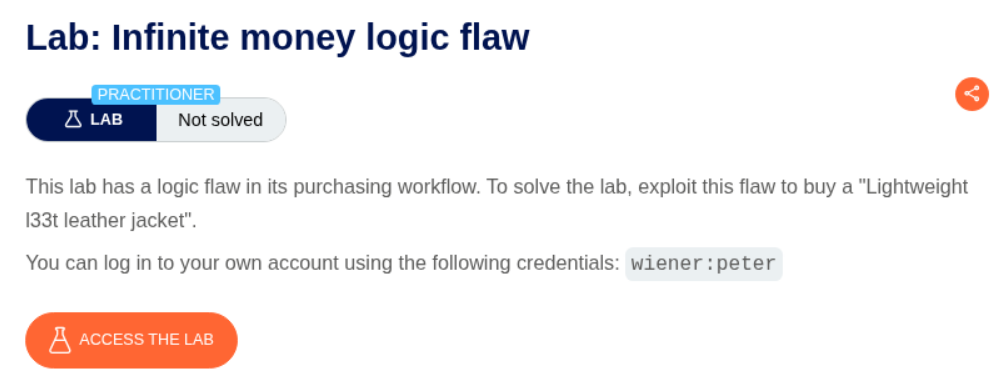 Lab: Infinite money logic flaw
PRACTITIONER
LAB
Not solved
This lab has a logic flaw in its purchasing workflow. To solve the lab, exploit this flaw to buy a "Lightweight
l33t leather jacket".
You can log in to your own account using the following credentials: wiener:peter
ACCESS THE LAB